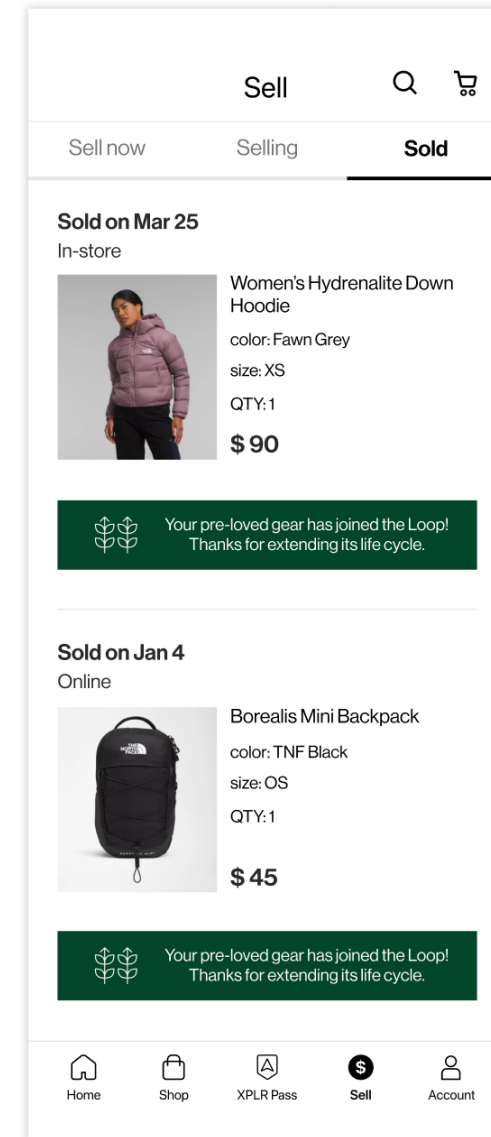 Sell
Sell now
Selling
Sold
Sold on Mar 25
In-store
Women's Hydrenalite Down
Hoodie
color: Fawn Grey
size: XS
QTY: 1
$ 90
Your pre-loved gear has joined the Loop!
Thanks for extending its life cycle.
Sold on Jan 4
Online
THE
NORTH
FACE
Borealis Mini Backpack
color: TNF Black
size: OS
QTY: 1
$ 45
Your pre-loved gear has joined the Loop!
Thanks for extending its life cycle.
$
Home
Shop
XPLR Pass
Sell
Account